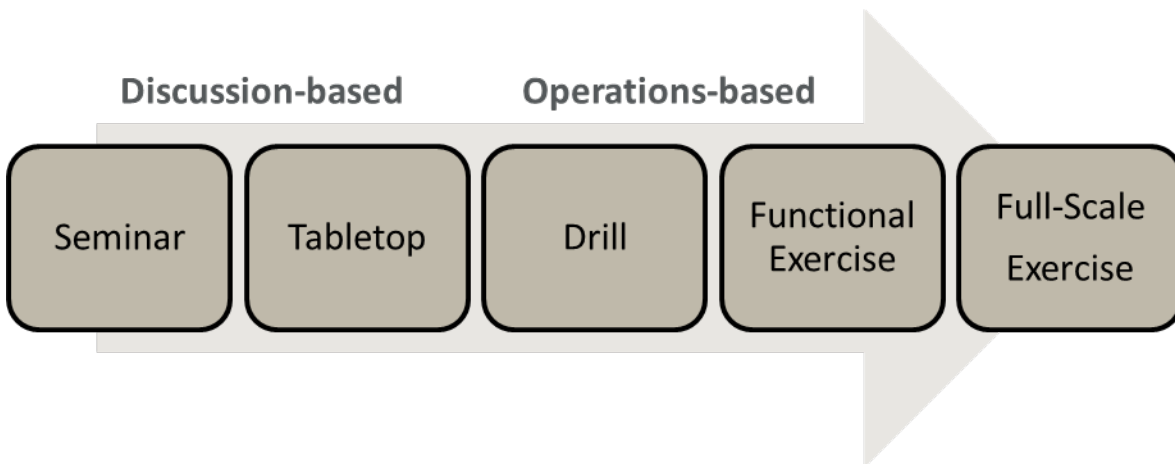 Discussion-based
Operations-based
Seminar
Tabletop
Drill
Functional
Exercise
Full-Scale
Exercise